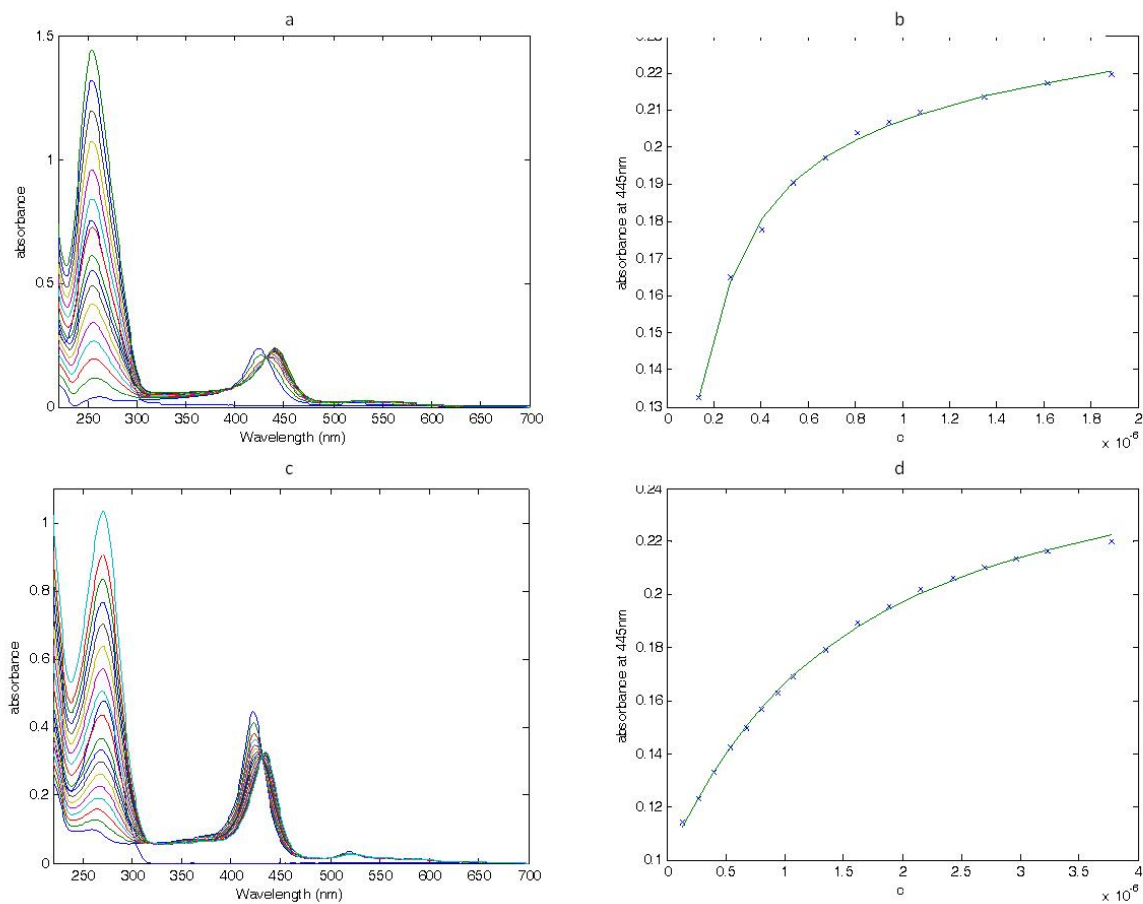 a
1.5
1
0.5
0
absorbance
250 300 350 400 450 500 550 600 650 700
Wavelength (nm)
b
0.22
0.21
0.2
0.19
0.18
0.17
0.16
0.15
0.14
0.13
absorbance at 445nm
0 0.2 0.4 0.6 0.8 1 1.2 1.4 1.6 1.8 2
c
x 10-6
c
1
0.8
0.6
0.4
0.2
0
absorbance
250 300 350 400 450 500 550 600 650 700
Wavelength (nm)
d
0.24
0.22
0.2
0.18
0.16
0.14
0.12
0.1
absorbance at 445nm
0 0.5 1 1.5 2 2.5 3 3.5 4
c
x 10-6